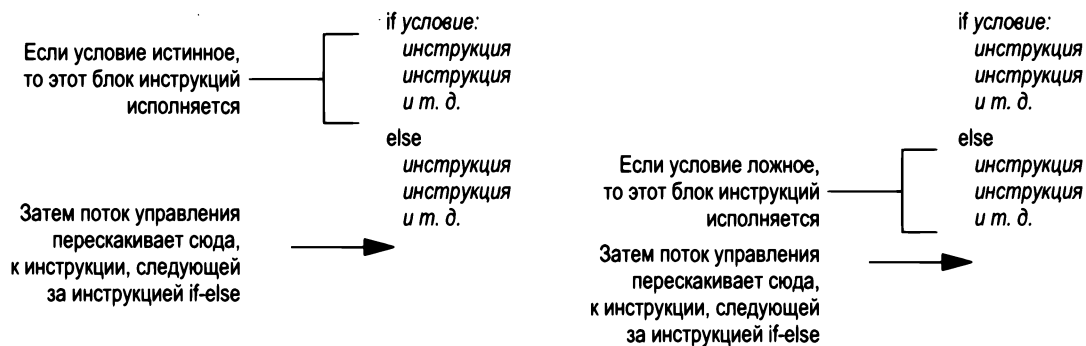 if условие:
инструкция
инструкция
и т. д.
else
инструкция
инструкция
и т. д.
Если условие истинное,
то этот блок инструкций
исполняется
Затем поток управления
перескакивает сюда,
к инструкции, следующей
за инструкцией if-else
if условие:
инструкция
инструкция
и т. д.
else
инструкция
инструкция
и т. д.
Если условие ложное,
то этот блок инструкций
исполняется
Затем поток управления
перескакивает сюда,
к инструкции, следующей
за инструкцией if-else